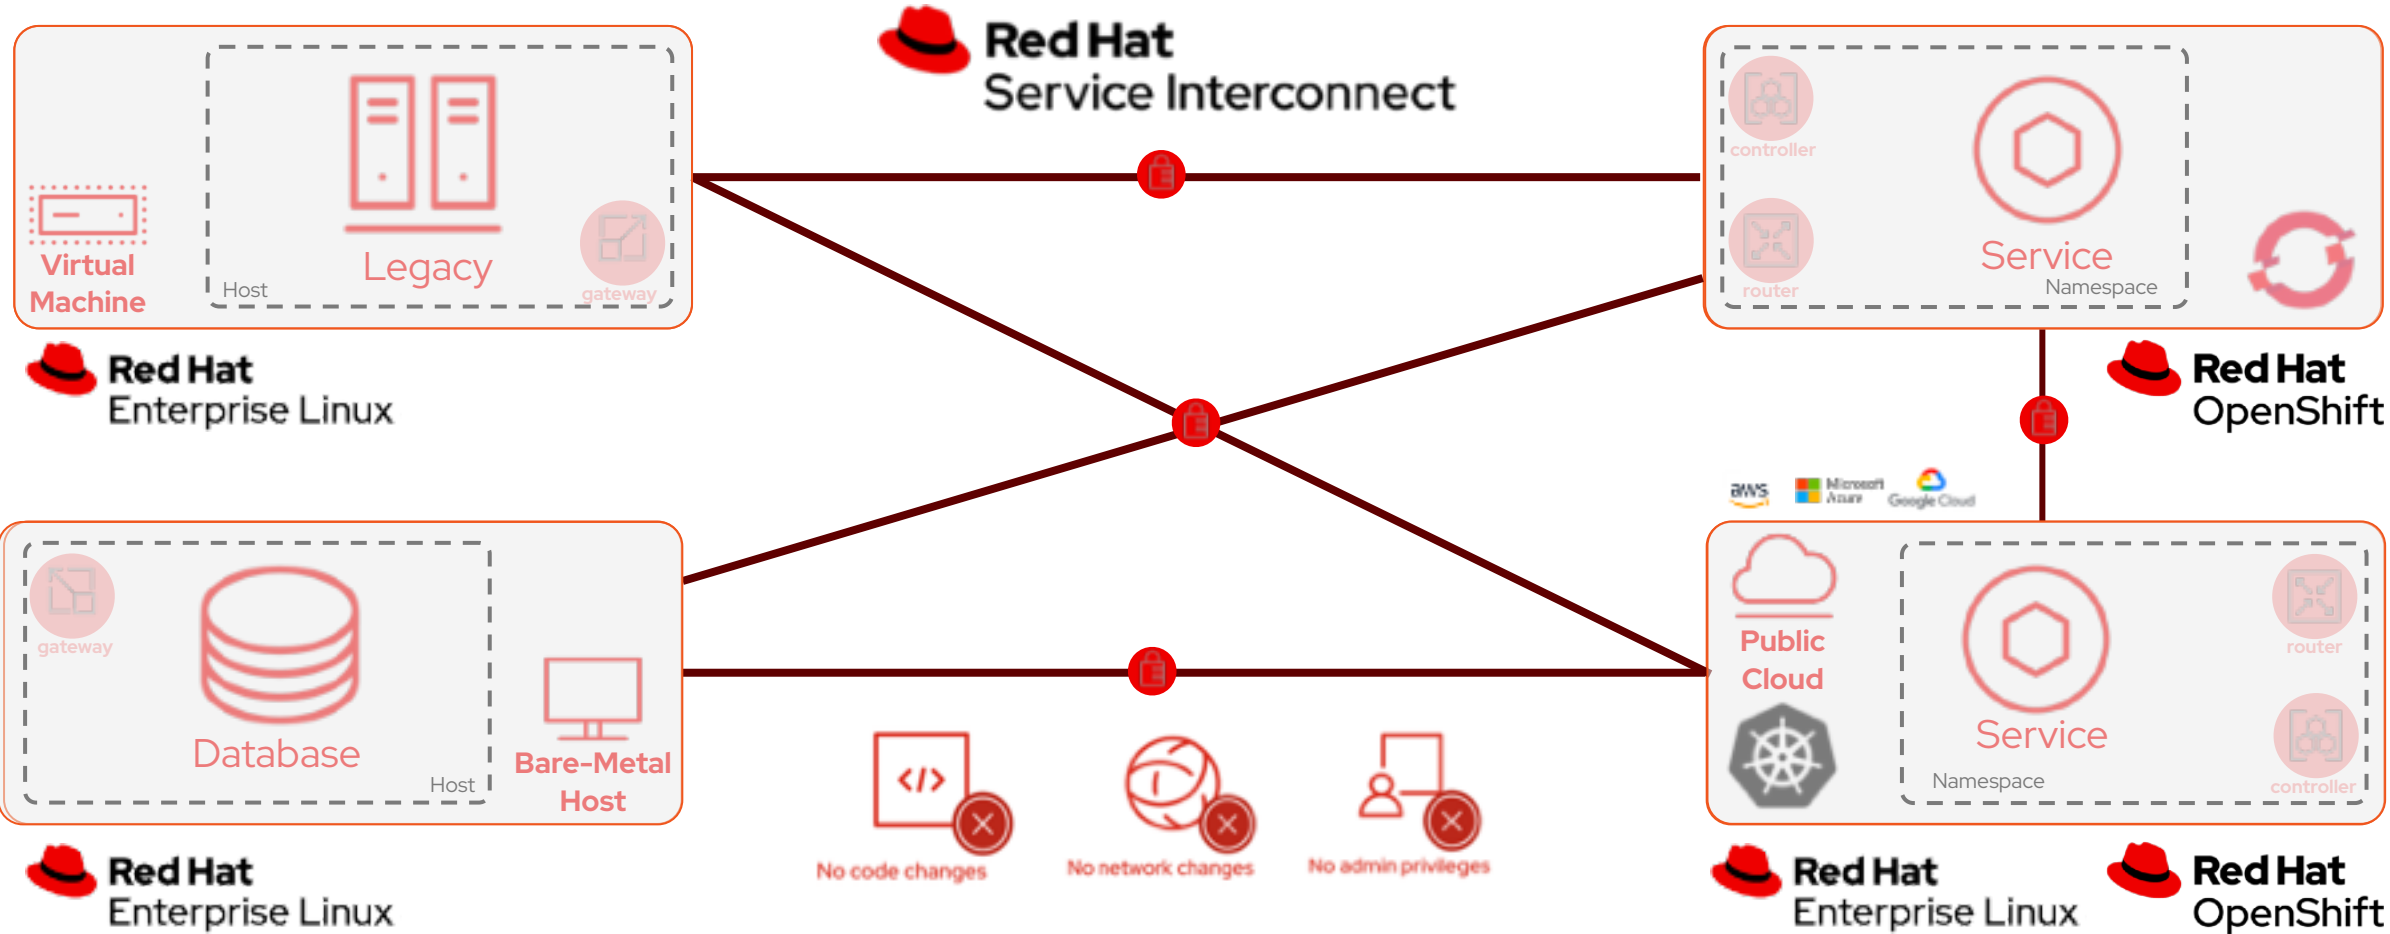 Red Hat
Service Interconnect
Legacy
Virtual
Machine
Host
gateway
Red Hat
Enterprise Linux
controller
router
Service
Namespace
Red Hat
OpenShift
aws
Microsoft
Azure
Google Cloud
gateway
Database
Host
Bare-Metal
Host
Red Hat
Enterprise Linux
No code changes
No network changes
No admin privileges
Public
Cloud
Service
Namespace
router
controller
Red Hat
Enterprise Linux
Red Hat
OpenShift